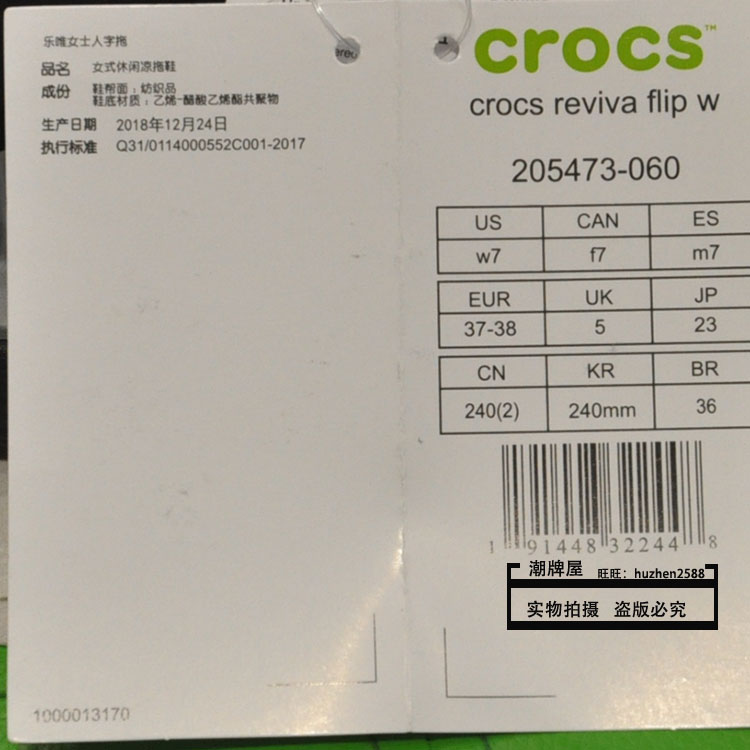 乐唯女士人字拖
品名 女式休闲凉拖鞋
成份 鞋帮面：纺织品
鞋底材质：乙烯-醋酸乙烯酯共聚物
生产日期 2018年12月24日
执行标准 Q31/0114000552C001-2017
1000013170
crocs™
crocs reviva flip w
205473-060
US CAN ES
w7 f7 m7
EUR UK JP
37-38 5 23
CN KR BR
240(2) 240mm 36
1 91448 32244 8
潮牌屋 旺旺：huzhen2588
实物拍摄 盗版必究